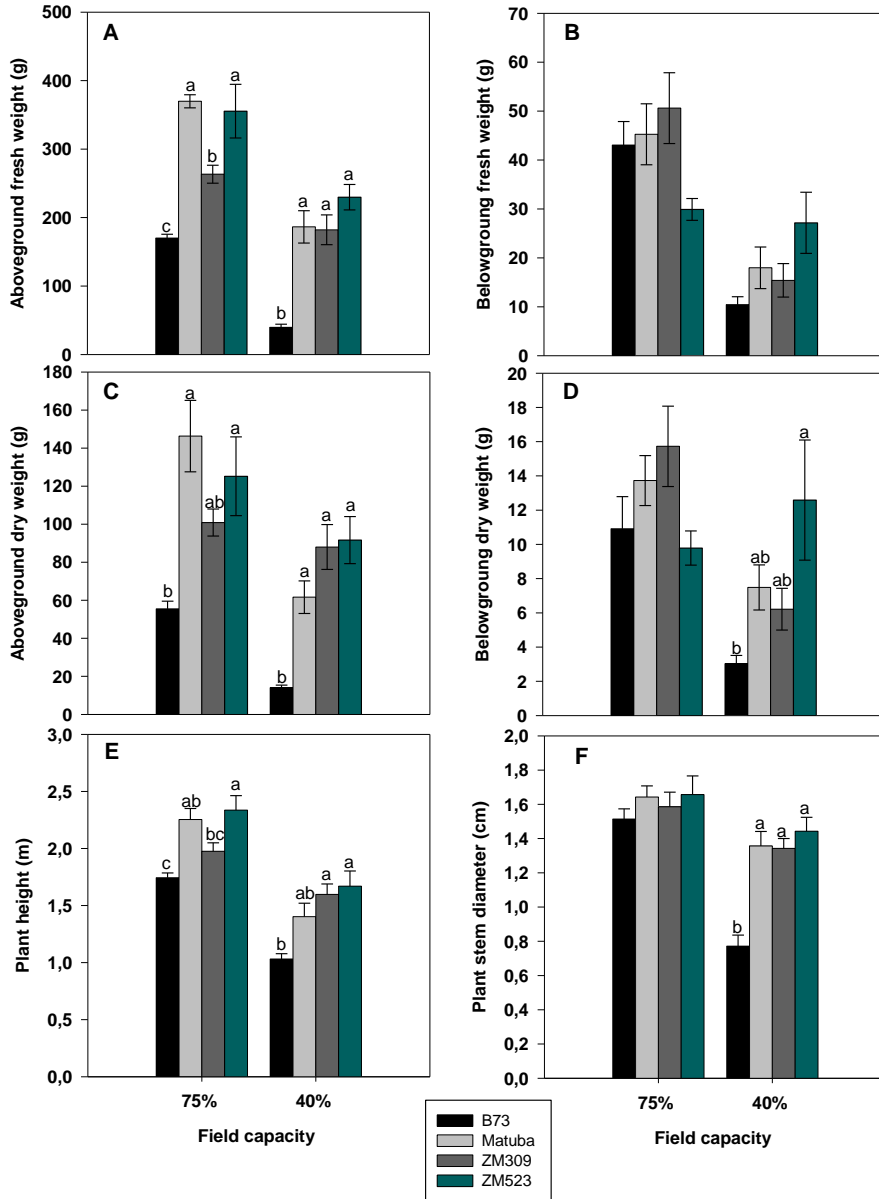 A
Aboveground fresh weight (g)
500
400
300
200
100
0
c
a
b
a
b
a
a
a
B
Belowgroung fresh weight (g)
70
60
50
40
30
20
10
0
C
Aboveground dry weight (g)
180
160
140
120
100
80
60
40
20
0
b
a
ab
a
b
a
a
a
D
Belowgroung dry weight (g)
20
18
16
14
12
10
8
6
4
2
0
b
ab
ab
a
E
Plant height (m)
3,0
2,5
2,0
1,5
1,0
0,5
0,0
c
ab
bc
a
b
ab
a
a
75%
40%
Field capacity
F
Plant stem diameter (cm)
2,0
1,8
1,6
1,4
1,2
1,0
0,8
0,6
0,4
0,2
0,0
b
a
a
a
75%
40%
Field capacity
B73
Matuba
ZM309
ZM523